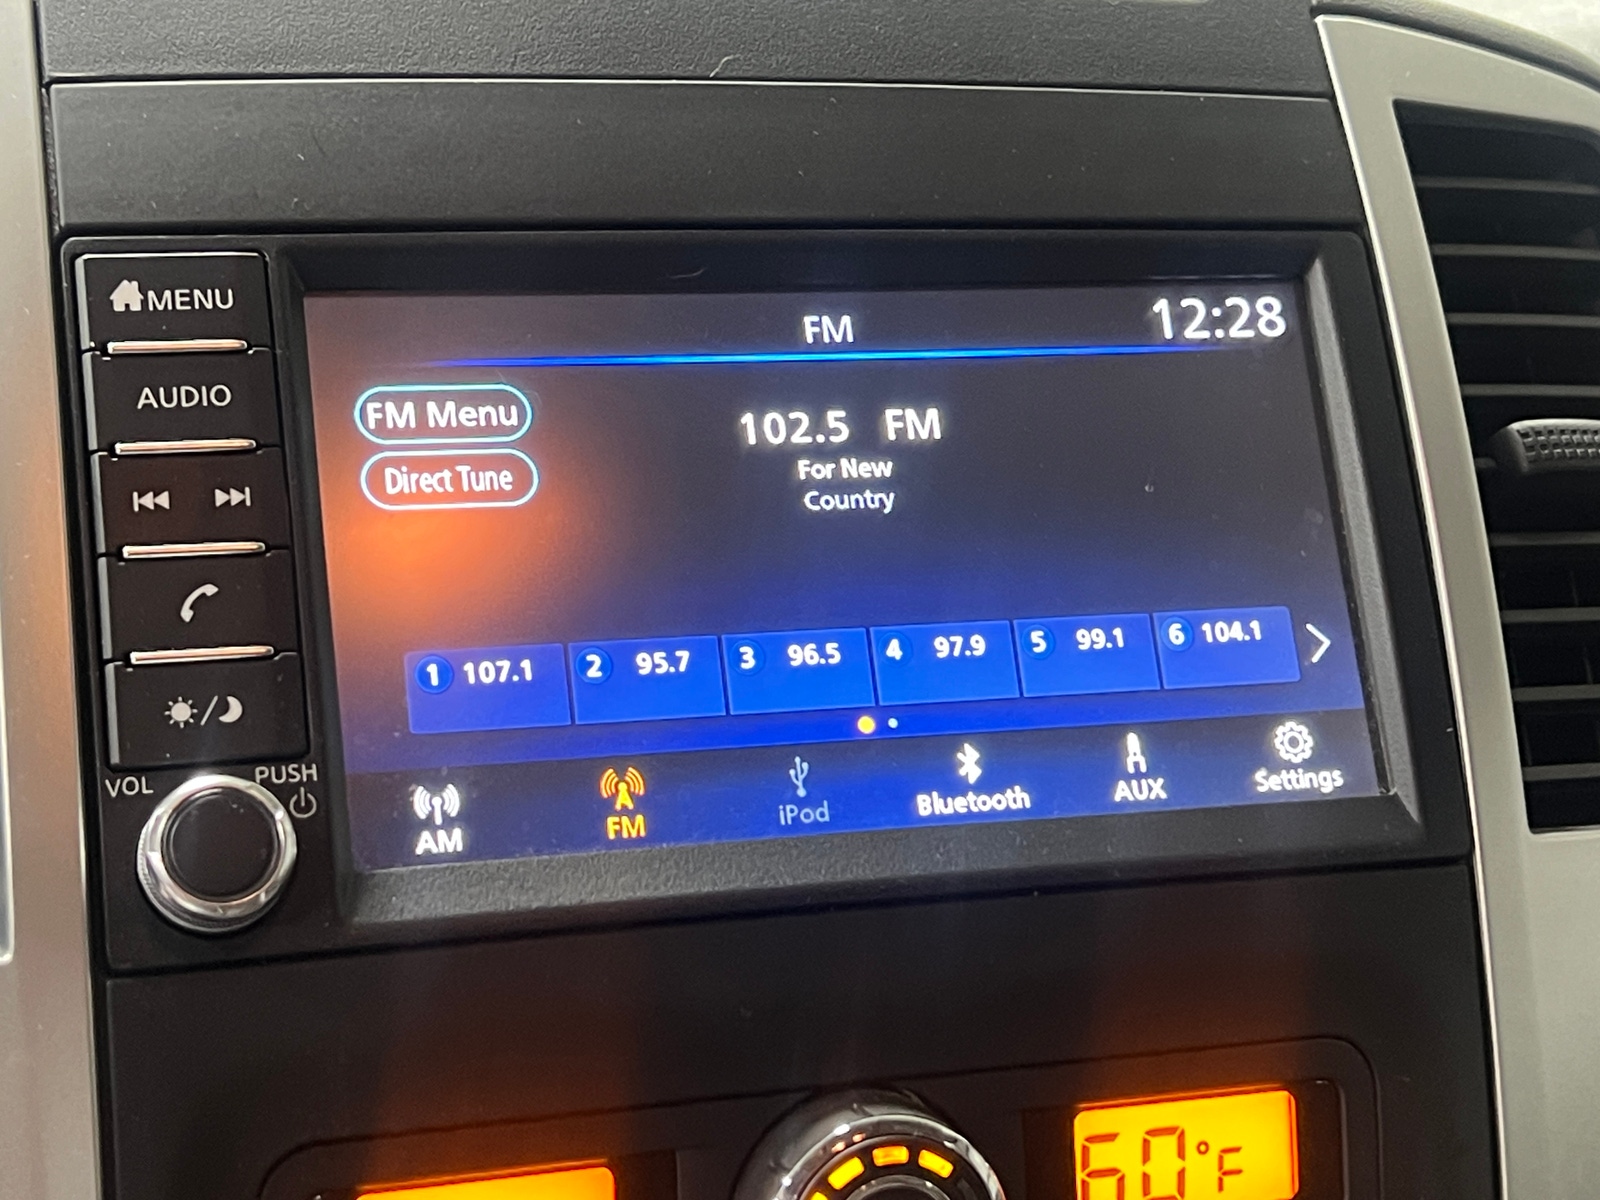 MENU
AUDIO
VOL
PUSH
FM
12:28
FM Menu
Direct Tune
102.5 FM
For New
Country
1 107.1
2 95.7
3 96.5
4 97.9
5 99.1
6 104.1
AM
FM
iPod
Bluetooth
AUX
Settings
60°F